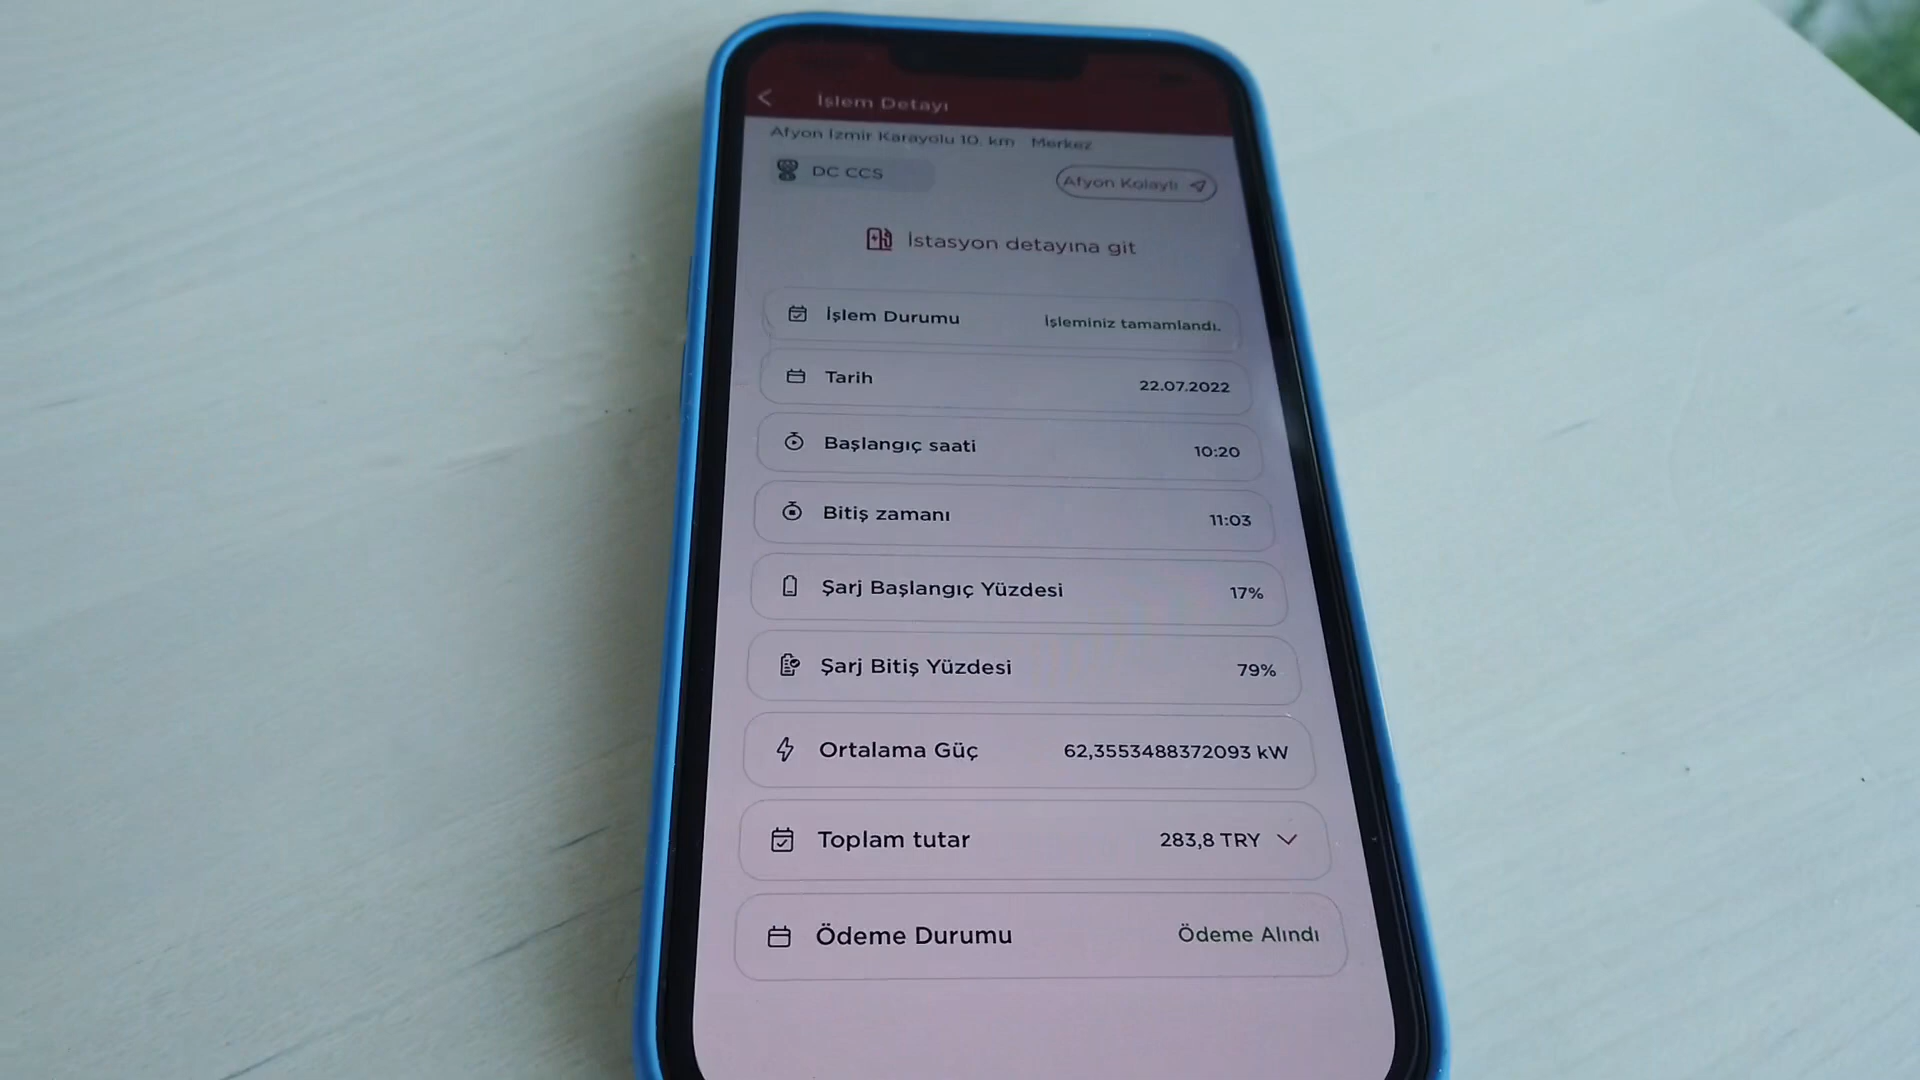 İşlem Detayı
Afyon İzmir Karayolu 10. km Merkez
DC CCS
Afyon Kolaylı
İstasyon detayına git
İşlem Durumu İşleminiz tamamlandı.
Tarih 22.07.2022
Başlangıç saati 10:20
Bitiş zamanı 11:03
Şarj Başlangıç Yüzdesi 17%
Şarj Bitiş Yüzdesi 79%
Ortalama Güç 62,3553488372093 kW
Toplam tutar 283,8 TRY
Ödeme Durumu Ödeme Alındı